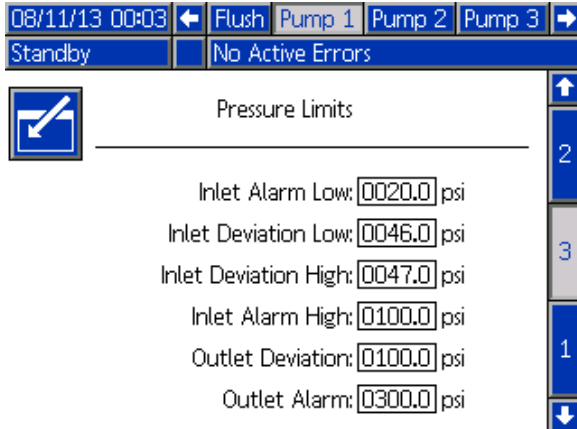 08/11/13 00:03 Flush Pump 1 Pump 2 Pump 3
Standby No Active Errors
Pressure Limits
2
Inlet Alarm Low: 0020.0 psi
Inlet Deviation Low: 0046.0 psi
3
Inlet Deviation High: 0047.0 psi
Inlet Alarm High: 0100.0 psi
1
Outlet Deviation: 0100.0 psi
Outlet Alarm: 0300.0 psi